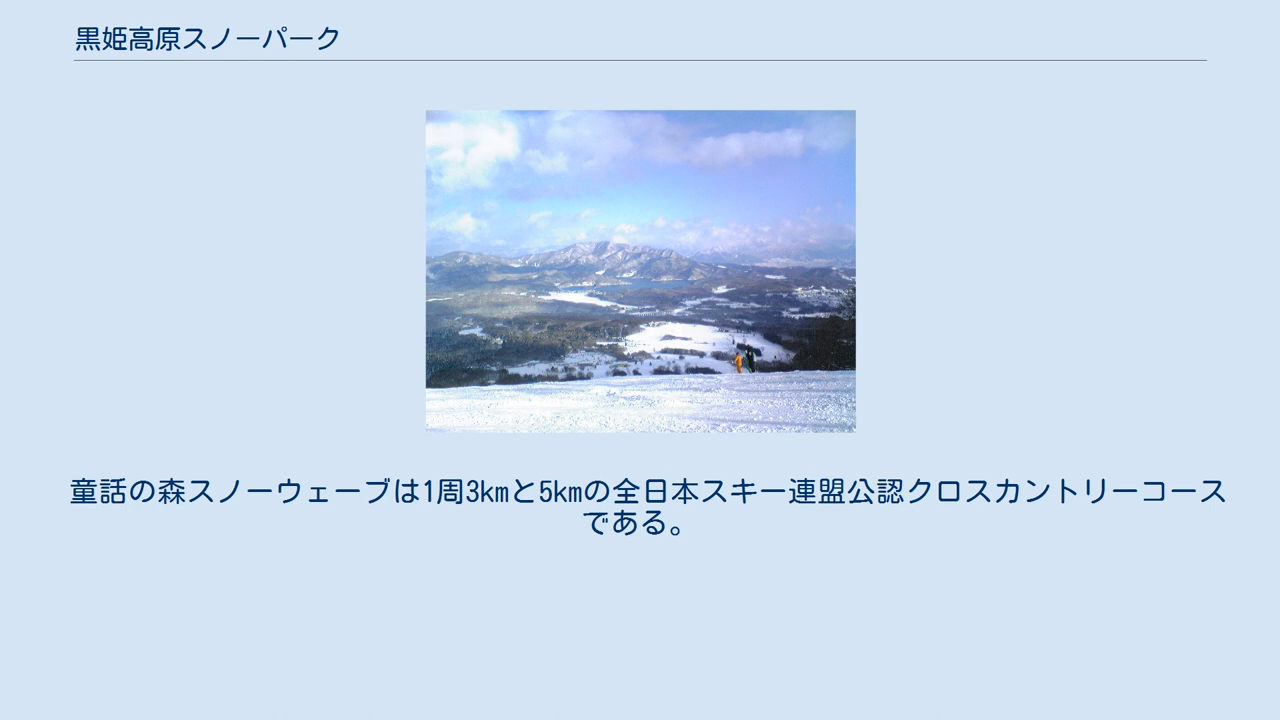 黒姫高原スノーパーク
童話の森スノーウェーブは1周3kmと5kmの全日本スキー連盟公認クロスカントリーコース
である。